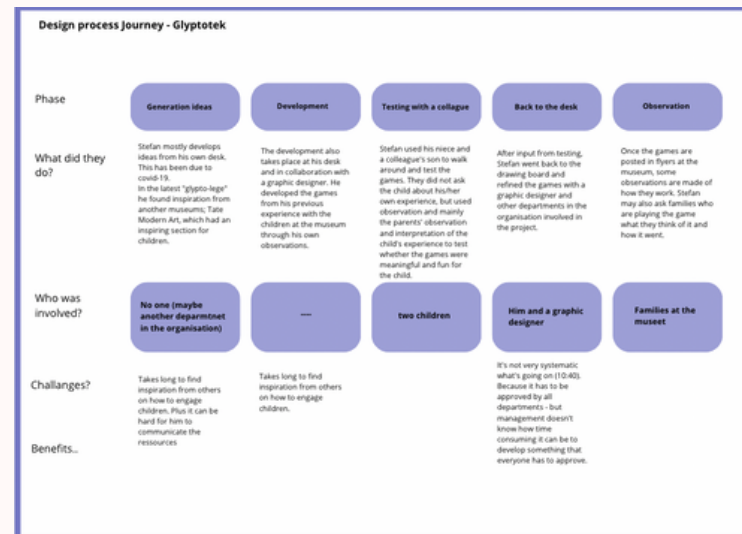 Design process Journey - Glyptotek
Phase
Generation ideas
Development
Testing with a collague
Back to the desk
Observation
What did they
do?
Stefan mostly develops
ideas from his own desk.
This has been due to
covid-19.
In the latest "glypto-lege"
he found inspiration from
another museums; Tate
Modern Art, which had an
inspiring section for
children.
The development also
takes place at his desk
and in collaboration with
a graphic designer. He
developed the games
from his previous
experience with the
children at the museum
through his own
observations.
Stefan used his niece and
a colleague's son to walk
around and test the
games. They did not ask
the child about his/her
own experience, but used
observation and mainly
the parents' observation
and interpretation of the
child's experience to test
whether the games were
meaningful and fun for
the child.
After input from testing,
Stefan went back to the
drawing board and
refined the games with a
graphic designer and
other departments in the
organisation involved in
the project.
Once the games are
posted in flyers at the
museum, some
observations are made of
how they work. Stefan
may also ask families who
are playing the game
what they think of it and
how it went.
Who was
involved?
No one (maybe
another deparmtnet
in the organisation)
----
two children
Him and a graphic
designer
Families at the
museet
Challanges?
Takes long to find
inspiration from others
on how to engage
children. Plus it can be
hard for him to
communicate the
ressources
Takes long to find
inspiration from others
on how to engage
children.
It's not very systematic
what's going on (10:40).
Because it has to be
approved by all
departments - but
management doesn't
know how time
consuming it can be to
develop something that
everyone has to approve.
Benefits..